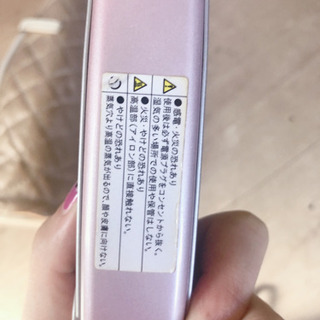 ●感電・火災の恐れあり
使用後は必ず電源プラグをコンセントから抜く。
湿気の多い場所での使用や保管はしない。
●火災・やけどの恐れあり
高温部(アイロン部)に直接触れない。
●やけどの恐れあり
蒸気穴より高温の蒸気が出るので、顔や皮膚に向けない。